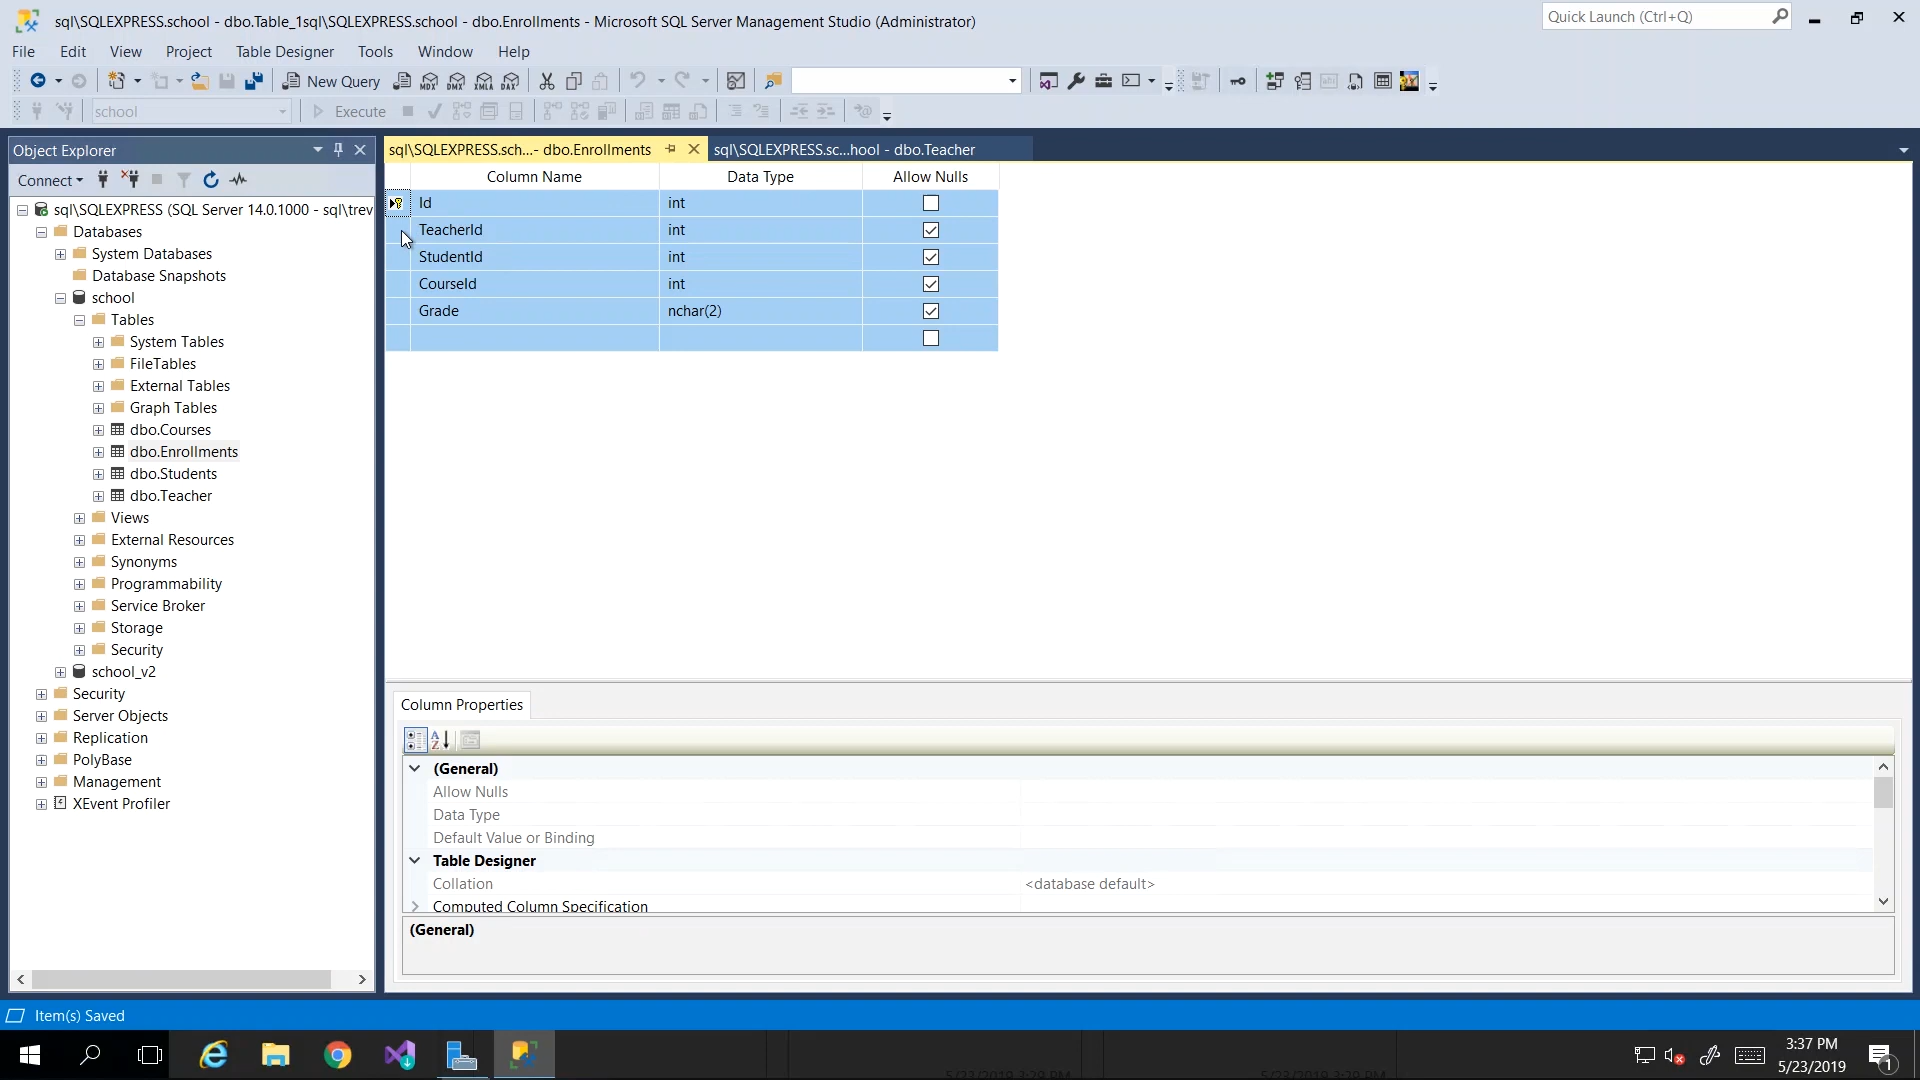 sql\SQLEXPRESS.school - dbo.Table_1sql\SQLEXPRESS.school - dbo.Enrollments - Microsoft SQL Server Management Studio (Administrator)
Quick Launch (Ctrl+Q)
File Edit View Project Table Designer Tools Window Help
New Query MDX DMX XMLA DAX
school Execute
Object Explorer
sql\SQLEXPRESS.sch...- dbo.Enrollments
sql\SQLEXPRESS.sc...hool - dbo.Teacher
Connect
Column Name Data Type Allow Nulls
Id int
TeacherId int
StudentId int
CourseId int
Grade nchar(2)
sql\SQLEXPRESS (SQL Server 14.0.1000 - sql\trev
Databases
System Databases
Database Snapshots
school
Tables
System Tables
FileTables
External Tables
Graph Tables
dbo.Courses
dbo.Enrollments
dbo.Students
dbo.Teacher
Views
External Resources
Synonyms
Programmability
Service Broker
Storage
Security
school_v2
Security
Server Objects
Replication
PolyBase
Management
XEvent Profiler
Column Properties
(General)
Allow Nulls
Data Type
Default Value or Binding
Table Designer
Collation <database default>
Computed Column Specification
(General)
Item(s) Saved
3:37 PM
5/23/2019
1